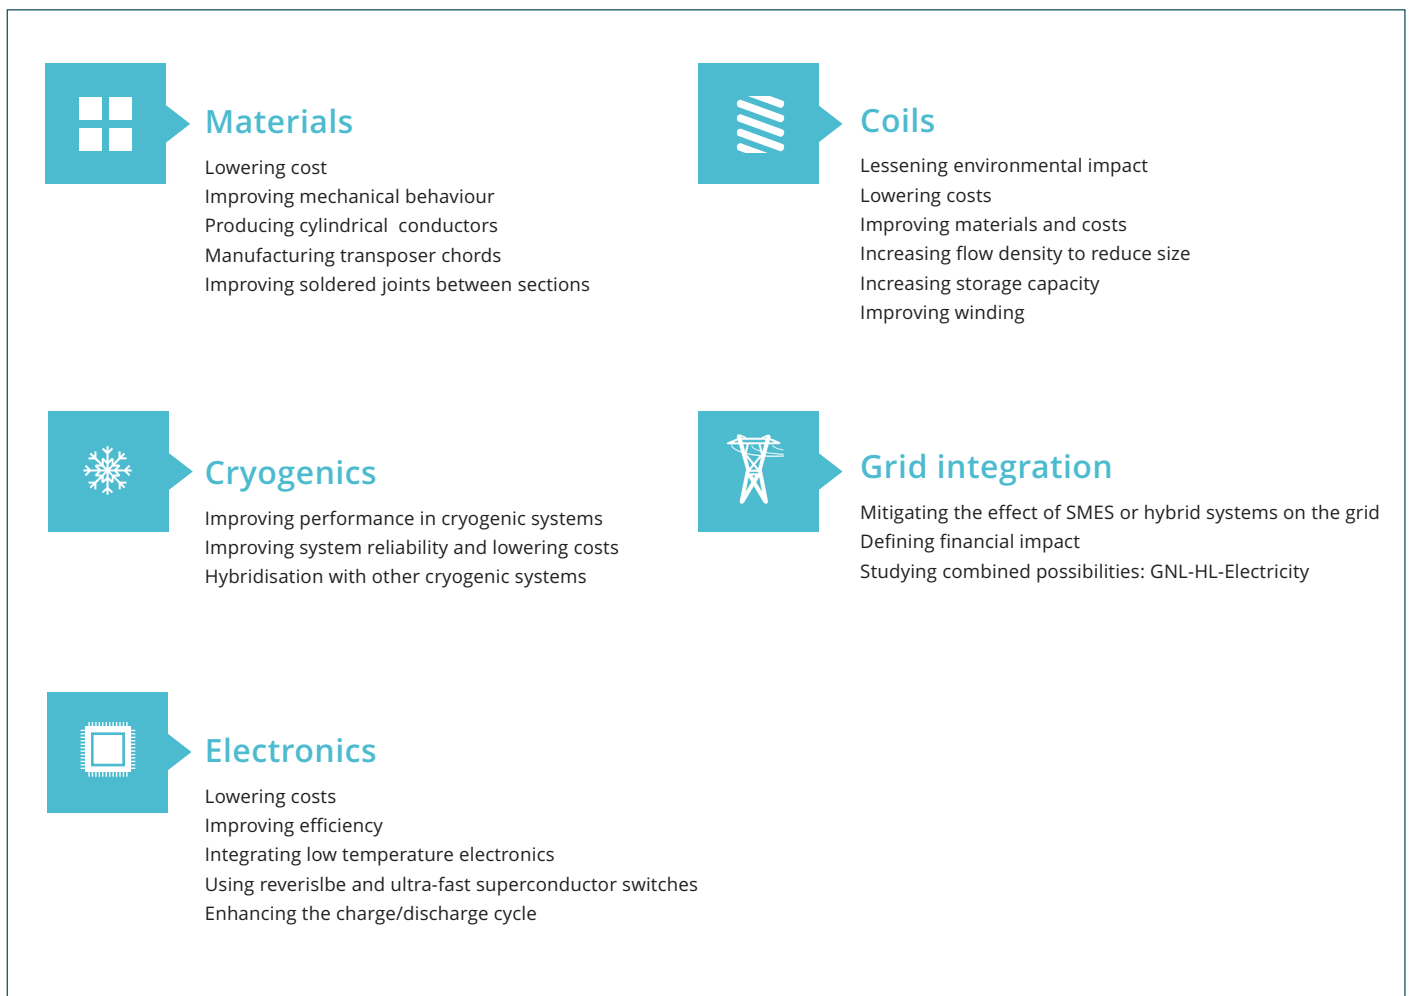 Materials
Lowering cost
Improving mechanical behaviour
Producing cylindrical  conductors
Manufacturing transposer chords
Improving soldered joints between sections
Coils
Lessening environmental impact
Lowering costs
Improving materials and costs
Increasing flow density to reduce size
Increasing storage capacity
Improving winding
Cryogenics
Improving performance in cryogenic systems
Improving system reliability and lowering costs
Hybridisation with other cryogenic systems
Grid integration
Mitigating the effect of SMES or hybrid systems on the grid
Defining financial impact
Studying combined possibilities: GNL-HL-Electricity
Electronics
Lowering costs
Improving efficiency
Integrating low temperature electronics
Using reverislbe and ultra-fast superconductor switches
Enhancing the charge/discharge cycle